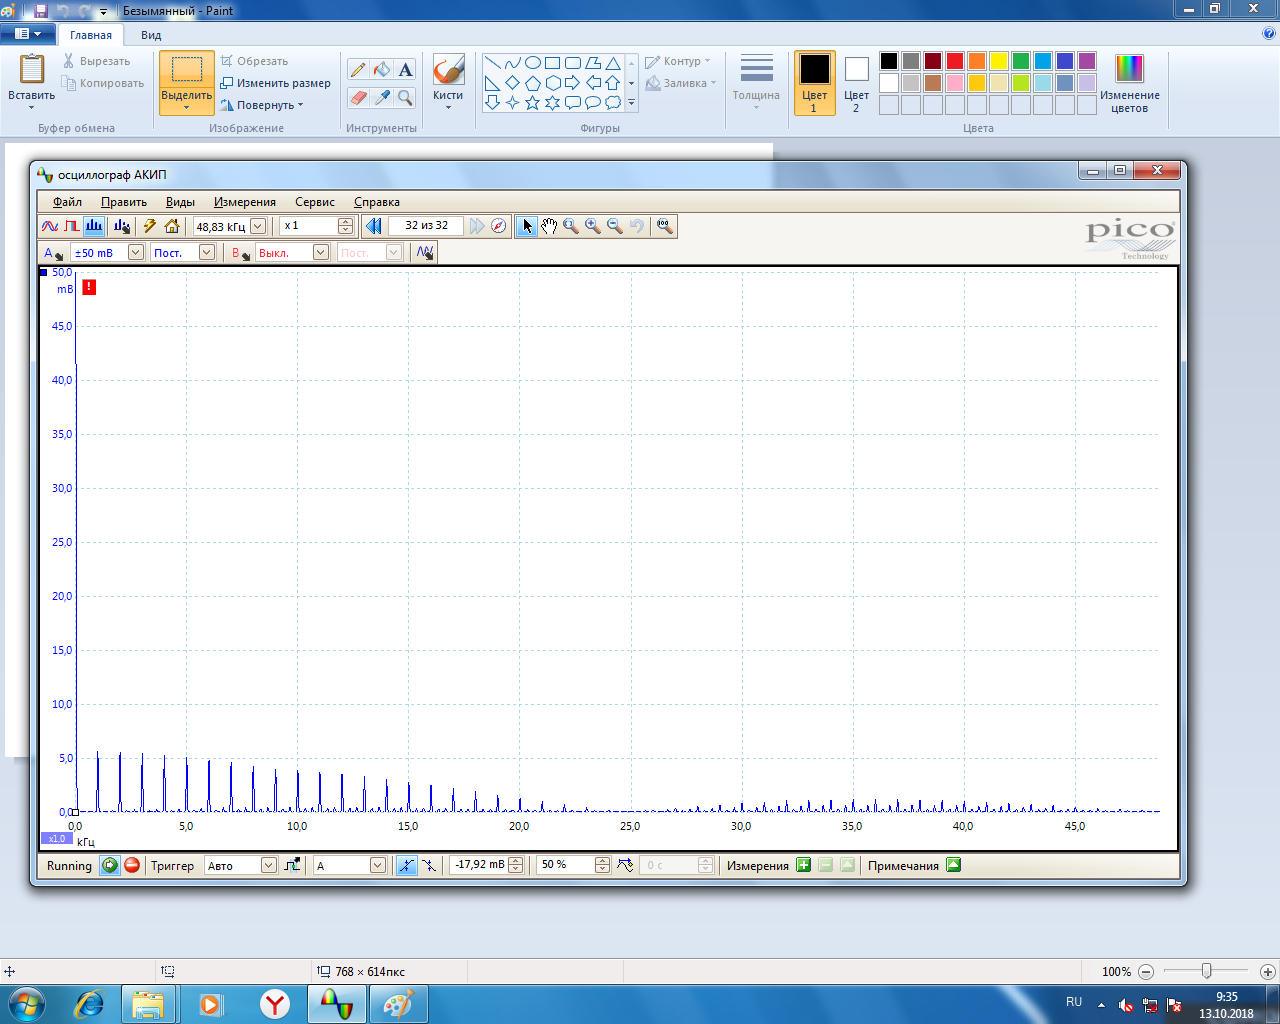 Безымянный - Paint
Главная Вид
Вставить
Вырезать
Копировать
Буфер обмена
Выделить
Обрезать
Изменить размер
Повернуть
Изображение
A
Инструменты
Кисти
Контур
Заливка
Фигуры
Толщина
Цвет 1
Цвет 2
Изменение цветов
Цвета
осциллограф АКИП
Файл Править Виды Измерения Сервис Справка
48,83 кГц x 1 32 из 32 100
pico
Technology
A ±50 mВ Пост. B Выкл. Пост.
50,0
mВ
!
45,0
40,0
35,0
30,0
25,0
20,0
15,0
10,0
5,0
0,0
0,0 5,0 10,0 15,0 20,0 25,0 30,0 35,0 40,0 45,0
x1,0 кГц
Running Триггер Авто A -17,92 mВ 50 % 0 с Измерения Примечания
768 × 614пкс 100%
RU 9:35
13.10.2018